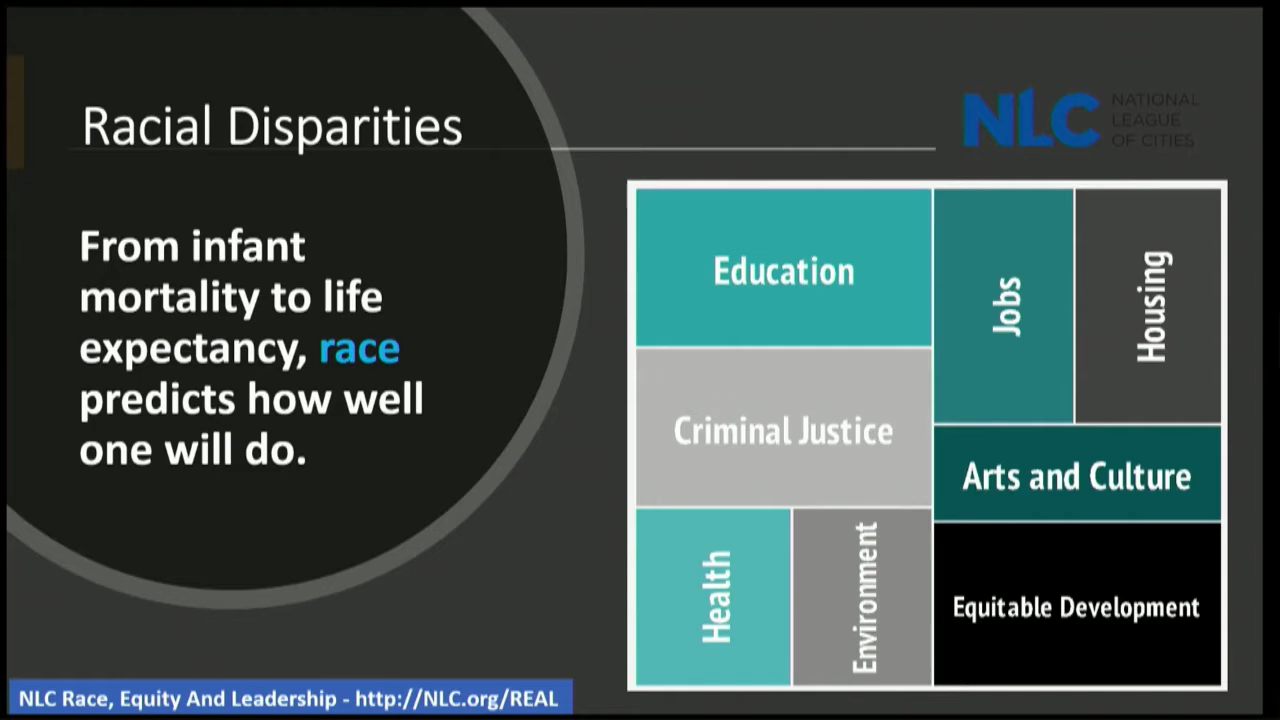 Racial Disparities
NLC NATIONAL
LEAGUE
OF CITIES
From infant
mortality to life
expectancy, race
predicts how well
one will do.
Education
Jobs
Housing
Criminal Justice
Arts and Culture
Health
Environment
Equitable Development
NLC Race, Equity And Leadership - http://NLC.org/REAL